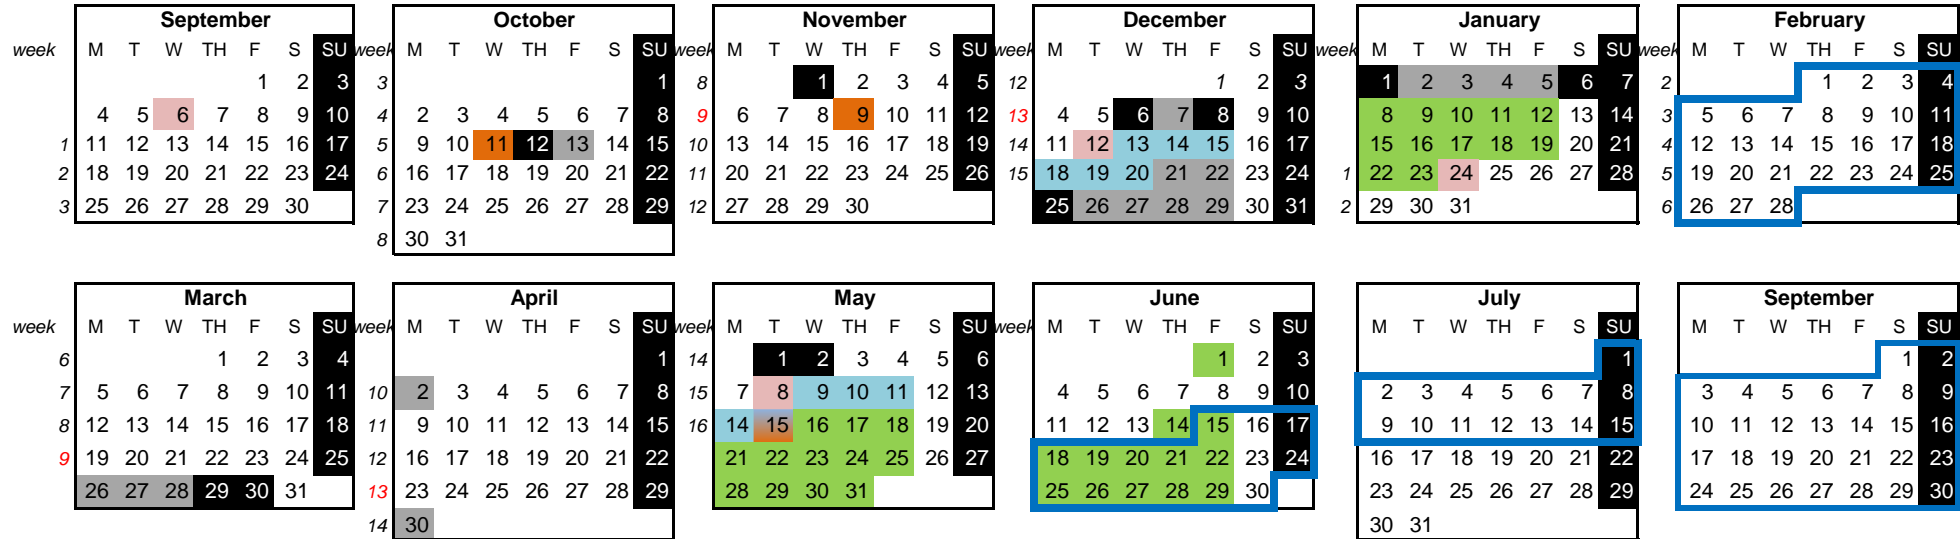 September October November December January February
week M T W TH F S SU week M T W TH F S SU week M T W TH F S SU week M T W TH F S SU week M T W TH F S SU week M T W TH F S SU
1 2 3 3 1 8 1 2 3 4 5 12 1 2 3 1 2 3 4 5 6 7 2 1 2 3 4
4 5 6 7 8 9 10 4 2 3 4 5 6 7 8 9 6 7 8 9 10 11 12 13 4 5 6 7 8 9 10 8 9 10 11 12 13 14 3 5 6 7 8 9 10 11
1 11 12 13 14 15 16 17 5 9 10 11 12 13 14 15 10 13 14 15 16 17 18 19 14 11 12 13 14 15 16 17 15 16 17 18 19 20 21 4 12 13 14 15 16 17 18
2 18 19 20 21 22 23 24 6 16 17 18 19 20 21 22 11 20 21 22 23 24 25 26 15 18 19 20 21 22 23 24 1 22 23 24 25 26 27 28 5 19 20 21 22 23 24 25
3 25 26 27 28 29 30 7 23 24 25 26 27 28 29 12 27 28 29 30 25 26 27 28 29 30 31 2 29 30 31 6 26 27 28
8 30 31
March April May June July September
week M T W TH F S SU week M T W TH F S SU week M T W TH F S SU week M T W TH F S SU M T W TH F S SU M T W TH F S SU
6 1 2 3 4 1 14 1 2 3 4 5 6 1 2 3 1 1 2
7 5 6 7 8 9 10 11 10 2 3 4 5 6 7 8 15 7 8 9 10 11 12 13 4 5 6 7 8 9 10 2 3 4 5 6 7 8 3 4 5 6 7 8 9
8 12 13 14 15 16 17 18 11 9 10 11 12 13 14 15 16 14 15 16 17 18 19 20 11 12 13 14 15 16 17 9 10 11 12 13 14 15 10 11 12 13 14 15 16
9 19 20 21 22 23 24 25 12 16 17 18 19 20 21 22 21 22 23 24 25 26 27 18 19 20 21 22 23 24 16 17 18 19 20 21 22 17 18 19 20 21 22 23
26 27 28 29 30 31 13 23 24 25 26 27 28 29 28 29 30 31 25 26 27 28 29 30 23 24 25 26 27 28 29 24 25 26 27 28 29 30
14 30 30 31